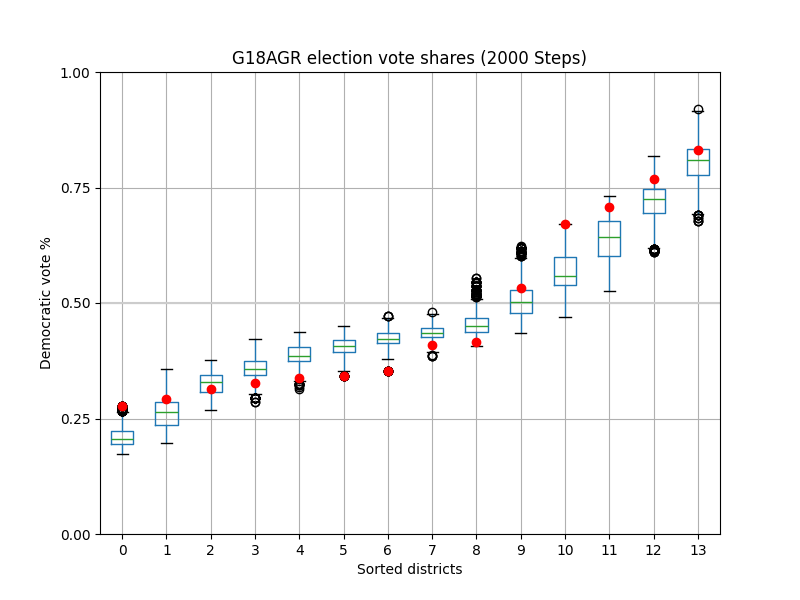 G18AGR election vote shares (2000 Steps)
Democratic vote %
1.00
0.75
0.50
0.25
0.00
0 1 2 3 4 5 6 7 8 9 10 11 12 13
Sorted districts